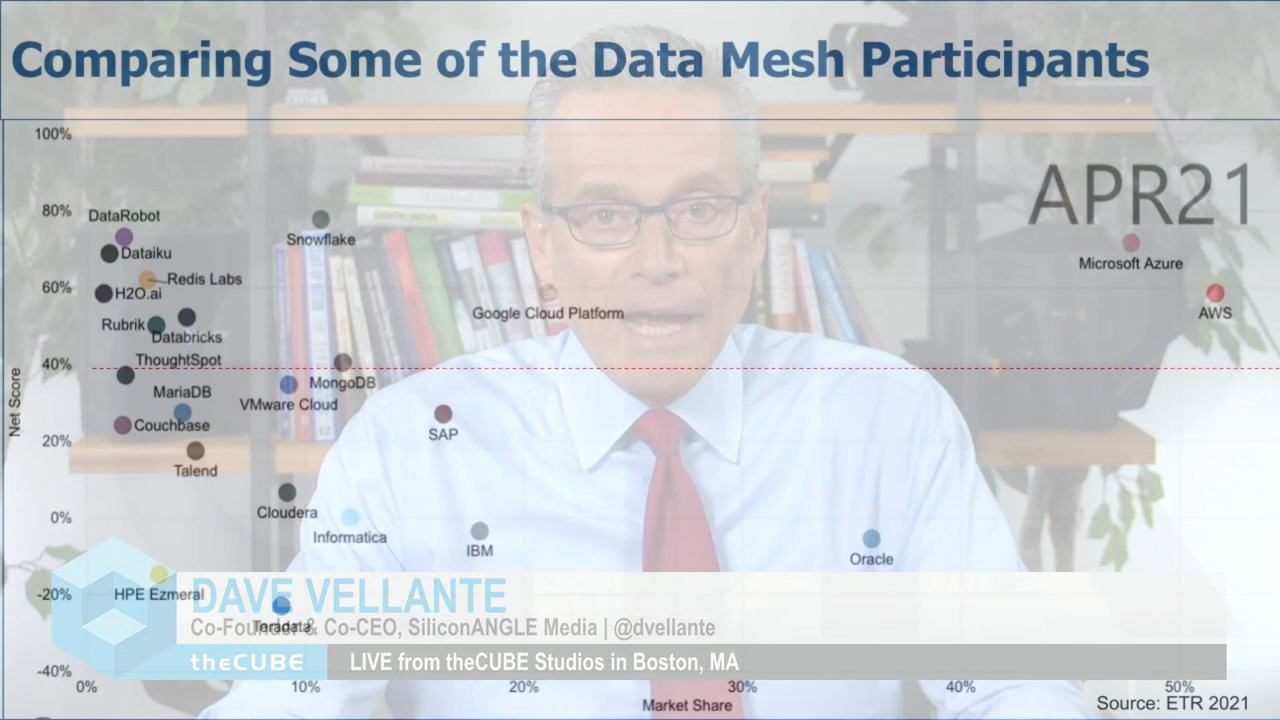 Comparing Some of the Data Mesh Participants
100%
APR21
80%
DataRobot
Snowflake
Dataiku
Microsoft Azure
Redis Labs
60%
H2O.ai
Google Cloud Platform
AWS
Rubrik
Databricks
ThoughtSpot
40%
MongoDB
MariaDB
VMware Cloud
Net Score
Couchbase
SAP
20%
Talend
Cloudera
0%
Informatica
IBM
Oracle
-20%
HPE Ezmeral
DAVE VELLANTE
Teradata
Co-Founder & Co-CEO, SiliconANGLE Media | @dvellante
theCUBE
LIVE from theCUBE Studios in Boston, MA
-40%
0%
10%
20%
30%
40%
50%
Market Share
Source: ETR 2021